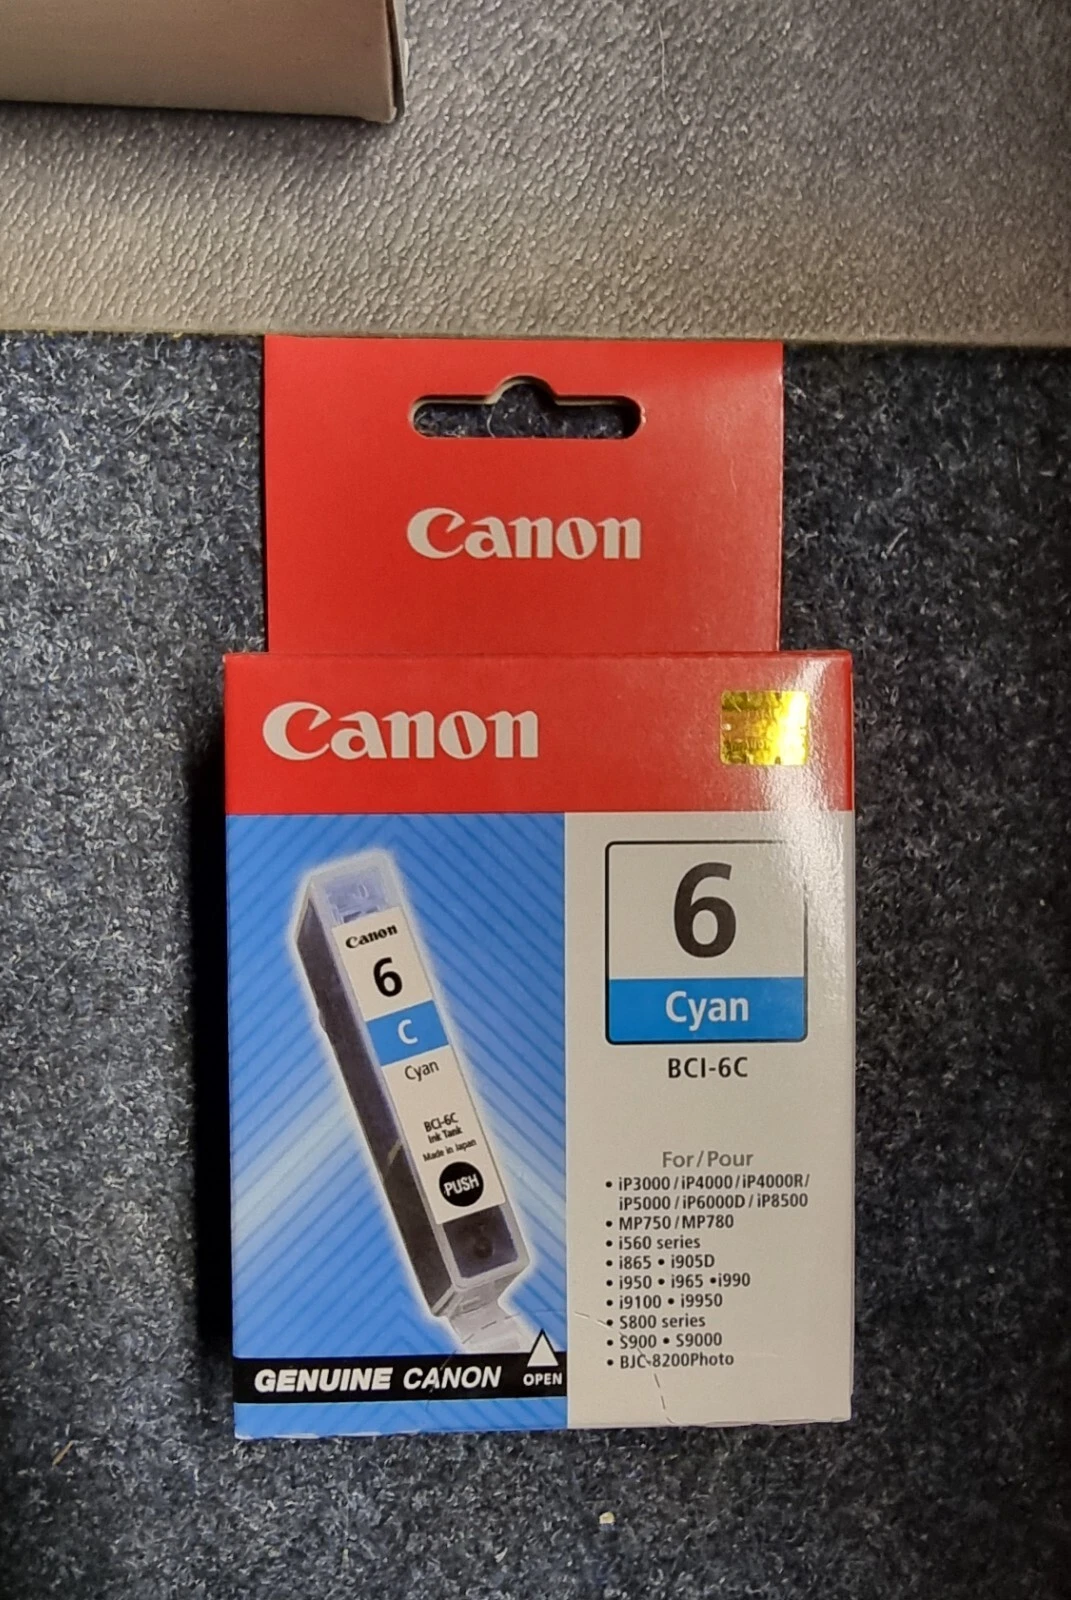 Canon
Canon
Canon
6
C
Cyan
BCI-6C
Ink Tank
Made in Japan
PUSH
GENUINE CANON
OPEN
6
Cyan
BCI-6C
For/Pour
• iP3000 / iP4000 / iP4000R/
iP5000 / iP6000D / iP8500
• MP750 / MP780
• i560 series
• i865 • i905D
• i950 • i965 •i990
• i9100 • i9950
• S800 series
• S900 • S9000
• BJC-8200Photo